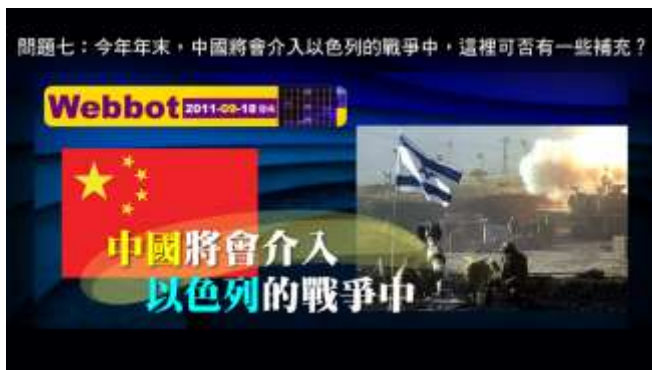 問題七：今年年末，中國將會介入以色列的戰爭中，這裡可否有一些補充？
Webbot 2011-09-18
中國將會介入
以色列的戰爭中